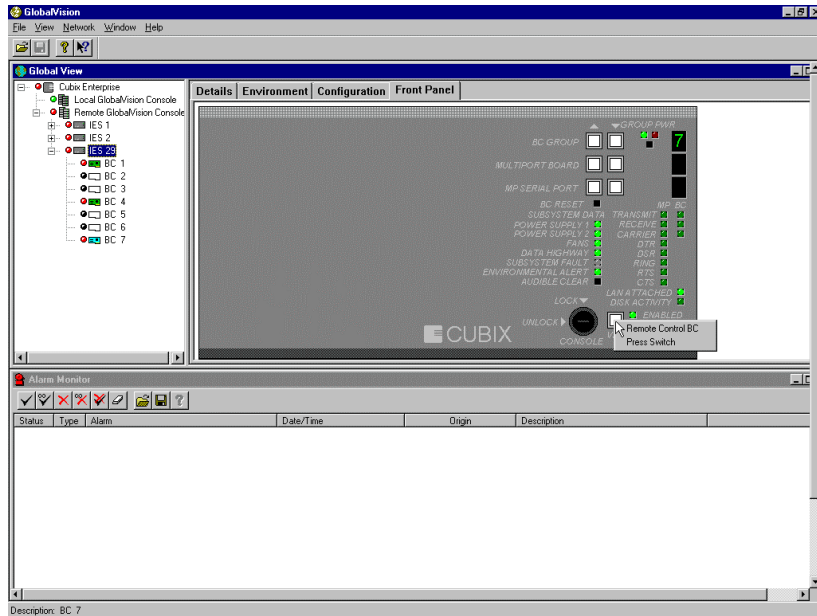 GlobalVision
File View Network Window Help
Global View
Cubix Enterprise
Local GlobalVision Console
Remote GlobalVision Console
IES 1
IES 2
IES 29
BC 1
BC 2
BC 3
BC 4
BC 5
BC 6
BC 7
Details Environment Configuration Front Panel
GROUP PWR
BC GROUP 7
MULTIPORT BOARD
MP SERIAL PORT
BC RESET MP BC
SUBSYSTEM DATA TRANSMIT
POWER SUPPLY 1 RECEIVE
POWER SUPPLY 2 CARRIER
FANS DTR
DATA HIGHWAY DSR
SUBSYSTEM FAULT RING
ENVIRONMENTAL ALERT RTS
AUDIBLE CLEAR CTS
LAN ATTACHED
LOCK DISK ACTIVITY
UNLOCK ENABLED
CUBIX CONSOLE
Remote Control BC
Press Switch
Alarm Monitor
Status Type Alarm Date/Time Origin Description
Description: BC 7